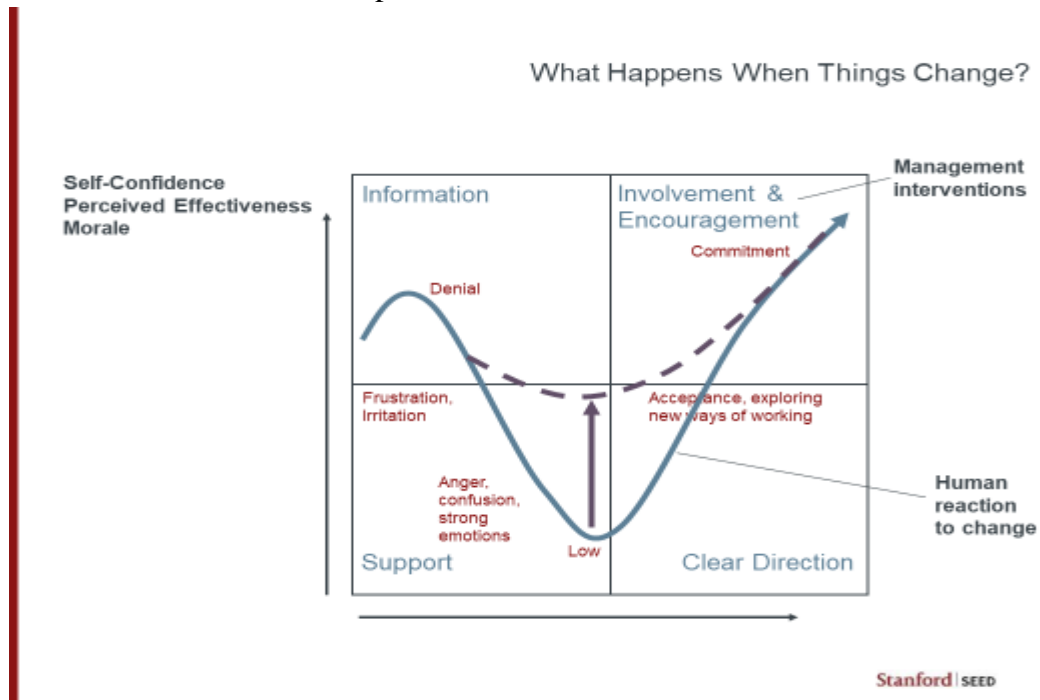 What Happens When Things Change?
Self-Confidence
Perceived Effectiveness
Morale
Information
Involvement &
Encouragement
Management
interventions
Commitment
Denial
Frustration,
Irritation
Acceptance, exploring
new ways of working
Anger,
confusion,
strong
emotions
Low
Support
Clear Direction
Human
reaction
to change
Stanford SEED